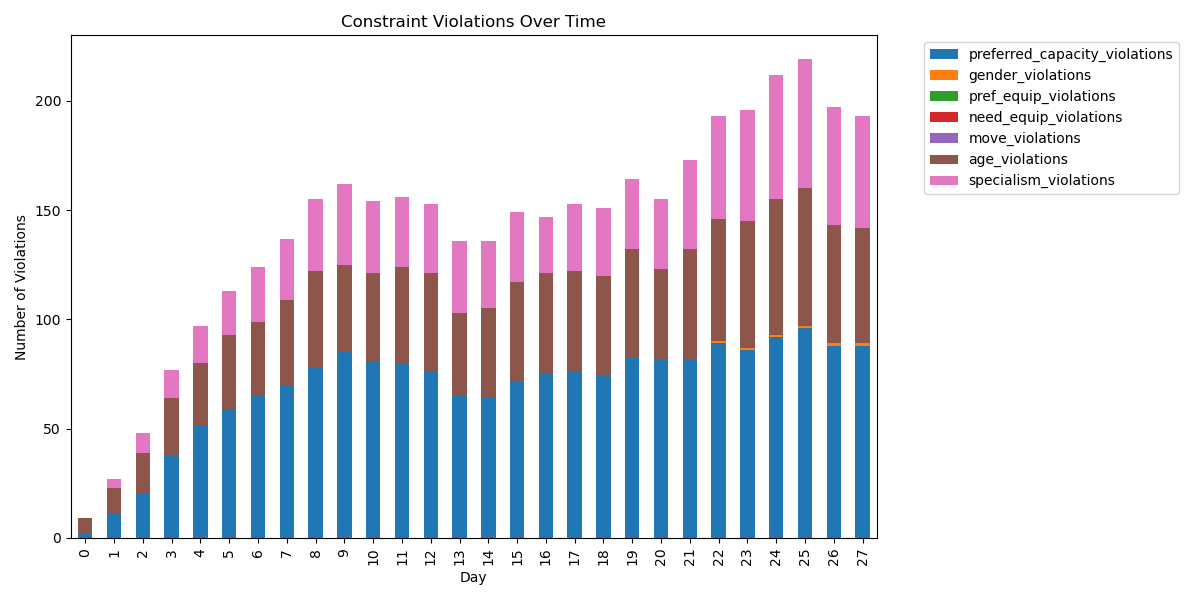 Constraint Violations Over Time
Number of Violations
200
150
100
50
0
0 1 2 3 4 5 6 7 8 9 10 11 12 13 14 15 16 17 18 19 20 21 22 23 24 25 26 27
Day
preferred_capacity_violations
gender_violations
pref_equip_violations
need_equip_violations
move_violations
age_violations
specialism_violations